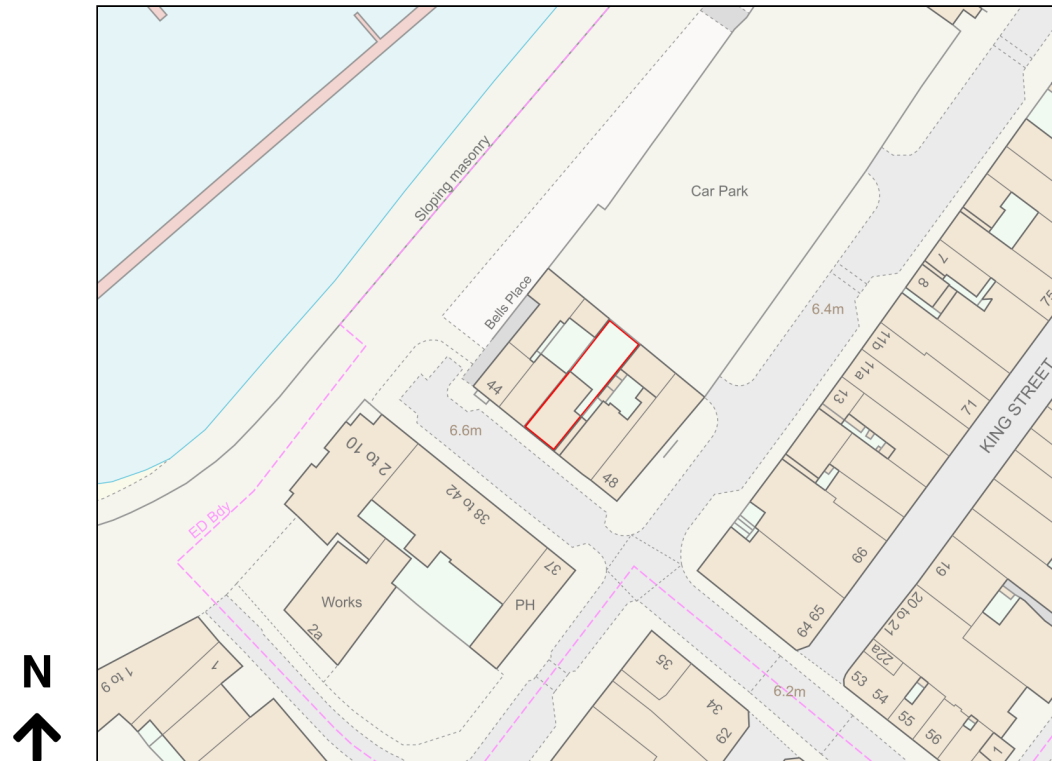 Sloping masonry
Car Park
7
8
75
Bells Place
6.4m
11b
11a
13
71
KING STREET
44
6.6m
48
2 to 10
38 to 42
ED Bdy
37
Works
2a
PH
66
19
64 65
20 to 21
22a
53
54
55
56
1
35
34
62
6.2m
1
1 to 9
N